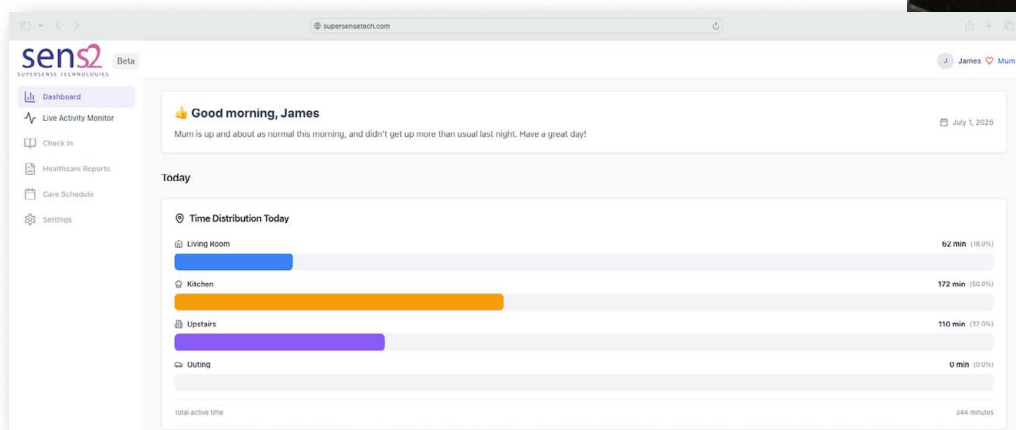 supersensetech.com
sens2
SUPERSENSE TECHNOLOGIES
Beta
J James Mum
Dashboard
Live Activity Monitor
Check In
Healthcare Reports
Care Schedule
Settings
Good morning, James
Mum is up and about as normal this morning, and didn't get up more than usual last night. Have a great day!
July 1, 2025
Today
Time Distribution Today
Living Room 62 min (18.0%)
Kitchen 172 min (50.0%)
Upstairs 110 min (32.0%)
Outing 0 min (0.0%)
Total active time 344 minutes